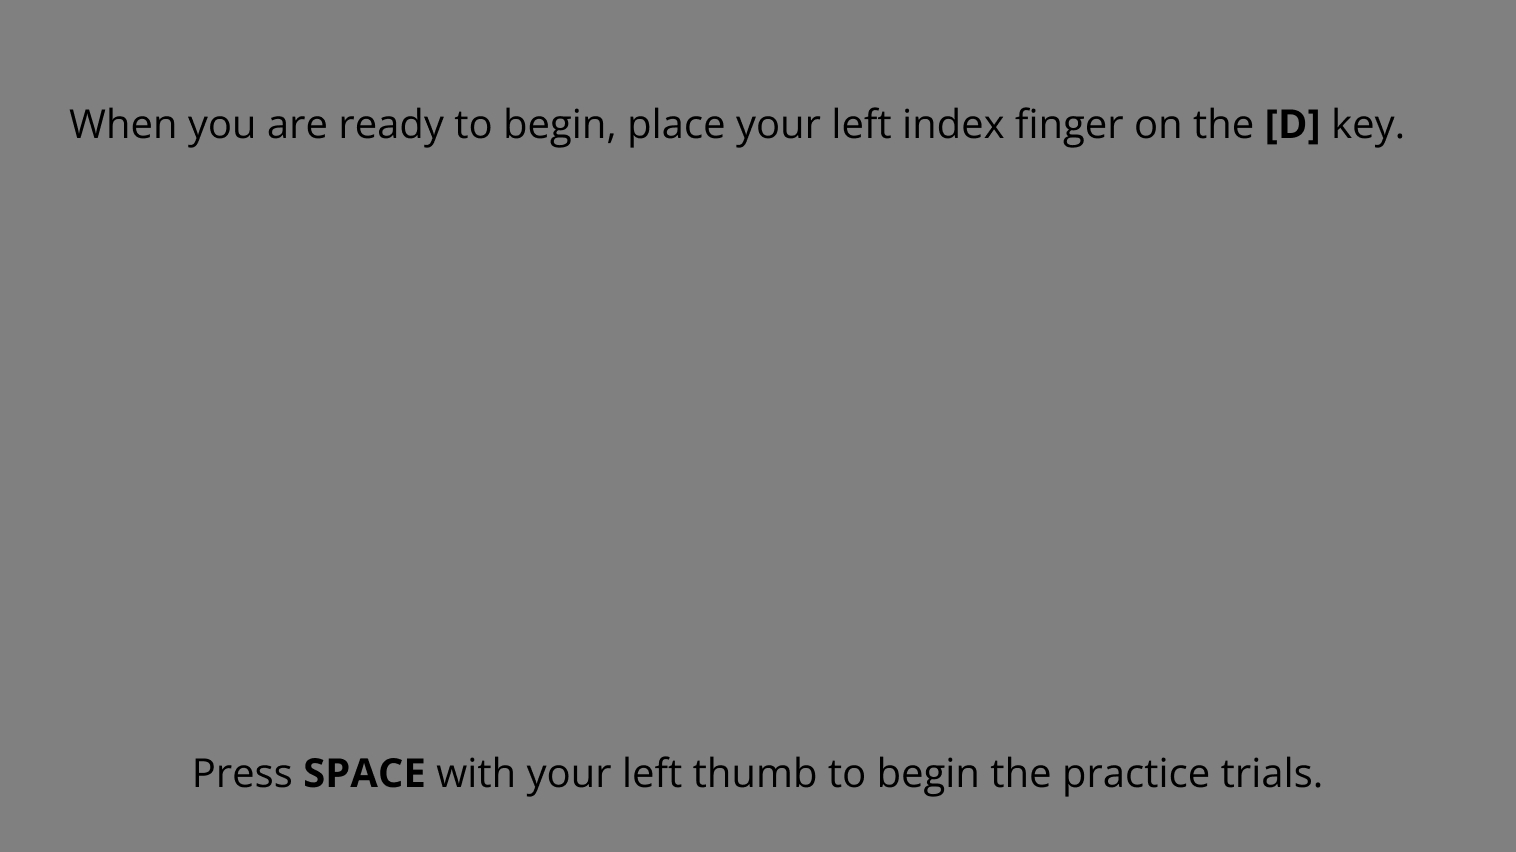 When you are ready to begin, place your left index finger on the [D] key.
Press SPACE with your left thumb to begin the practice trials.